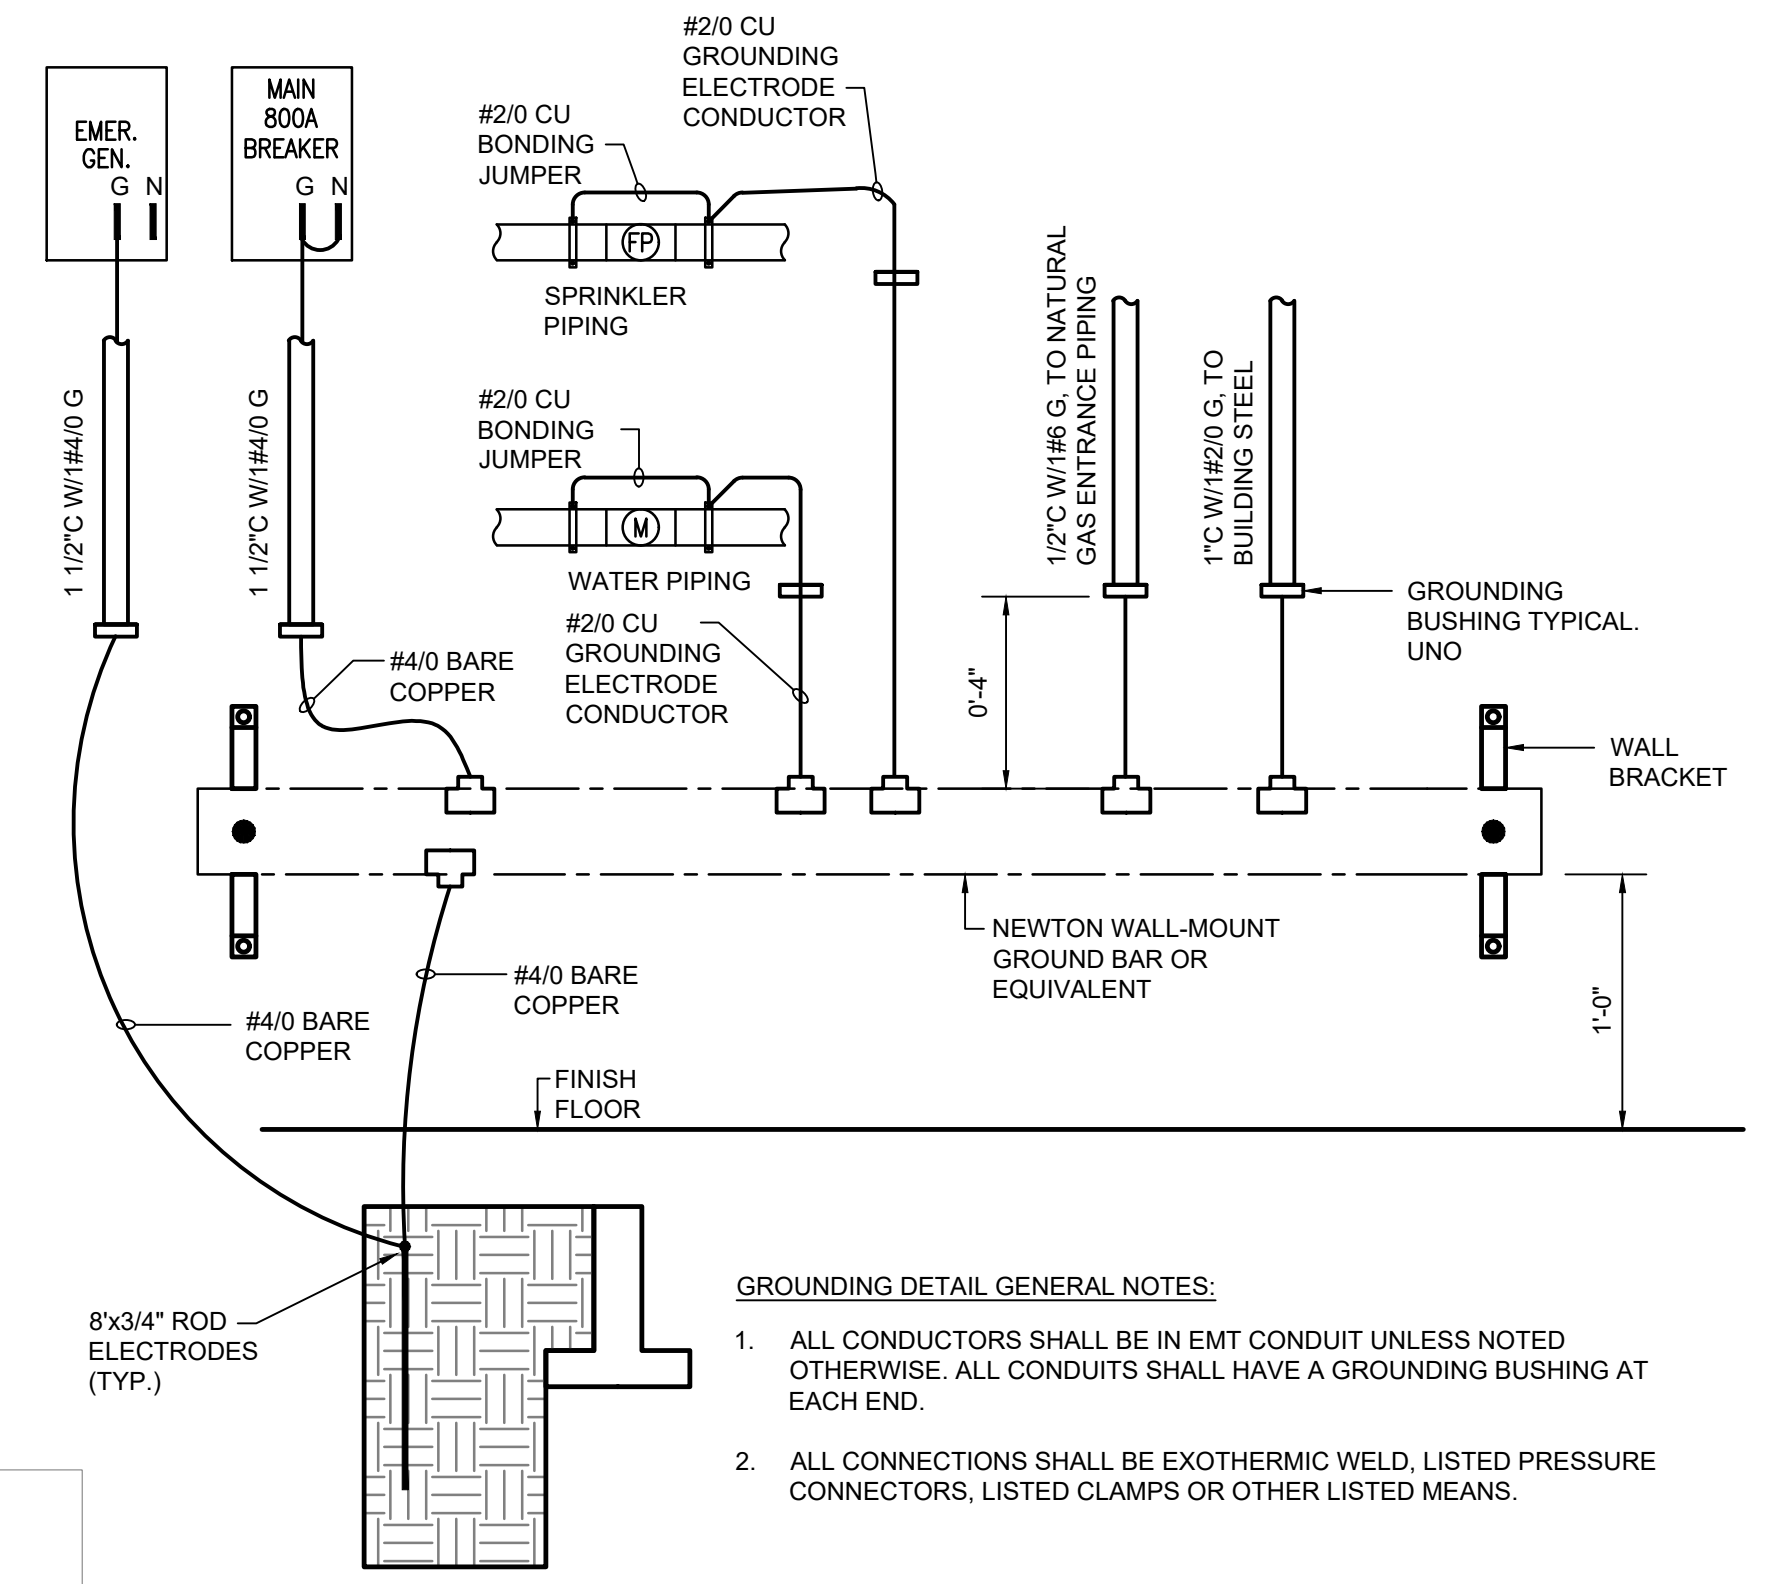 #2/0 CU
GROUNDING
ELECTRODE
CONDUCTOR
EMER.
GEN.
G N
MAIN
800A
BREAKER
G N
#2/0 CU
BONDING
JUMPER
FP
SPRINKLER
PIPING
1 1/2"C W/1#4/0 G
1 1/2"C W/1#4/0 G
#2/0 CU
BONDING
JUMPER
M
WATER PIPING
#2/0 CU
GROUNDING
ELECTRODE
CONDUCTOR
1/2"C W/1#6 G, TO NATURAL
GAS ENTRANCE PIPING
1"C W/1#2/0 G, TO
BUILDING STEEL
GROUNDING
BUSHING TYPICAL.
UNO
#4/0 BARE
COPPER
0'-4"
WALL
BRACKET
NEWTON WALL-MOUNT
GROUND BAR OR
EQUIVALENT
#4/0 BARE
COPPER
#4/0 BARE
COPPER
1'-0"
FINISH
FLOOR
8'x3/4" ROD
ELECTRODES
(TYP.)
GROUNDING DETAIL GENERAL NOTES:
1. ALL CONDUCTORS SHALL BE IN EMT CONDUIT UNLESS NOTED
OTHERWISE. ALL CONDUITS SHALL HAVE A GROUNDING BUSHING AT
EACH END.
2. ALL CONNECTIONS SHALL BE EXOTHERMIC WELD, LISTED PRESSURE
CONNECTORS, LISTED CLAMPS OR OTHER LISTED MEANS.